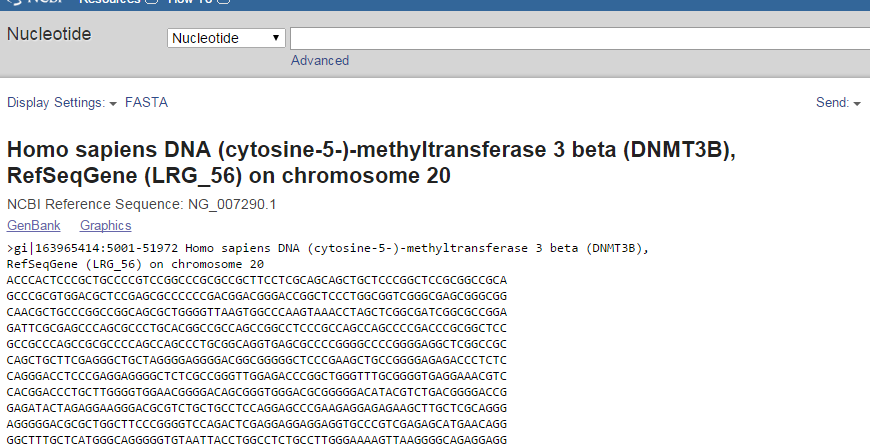 NCBI Resources How To
Nucleotide
Nucleotide
Advanced
Display Settings: FASTA
Send:
Homo sapiens DNA (cytosine-5-)-methyltransferase 3 beta (DNMT3B),
RefSeqGene (LRG_56) on chromosome 20
NCBI Reference Sequence: NG_007290.1
GenBank Graphics
>gi|163965414:5001-51972 Homo sapiens DNA (cytosine-5-)-methyltransferase 3 beta (DNMT3B),
RefSeqGene (LRG_56) on chromosome 20
ACCCACTCCCGCTGCCCCGTCCGGCCCGCGCCGCTTCCTCGCAGCAGCTGCTCCCGGCTCCGCGGCCGCA
GCCCGCGTGGACGCTCCGAGCGCCCCCCGACGGACGGGACCGGCTCCCTGGCGGTCGGGCGAGCGGGCGG
CAACGCTGCCCGGCCGGCAGCGCTGGGGTTAAGTGGCCCAAGTAAACCTAGCTCGGCGATCGGCGCCGGA
GATTCGCGAGCCCAGCGCCCTGCACGGCCGCCAGCCGGCCTCCCGCCAGCCAGCCCCGACCCGCGGCTCC
GCCGCCCAGCCGCGCCCCAGCCAGCCCTGCGGCAGGTGAGCGCCCCGGGGCCCCGGGGAGGCTCGGCCGC
CAGCTGCTTCGAGGGCTGCTAGGGGAGGGGACGGCGGGGGCTCCCGAAGCTGCCGGGGAGAGACCCTCTC
CAGGGACCTCCCGAGGAGGGGCTCTCGCCGGGTTGGAGACCCGGCTGGGTTTGCGGGGTGAGGAAACGTC
CACGGACCCTGCTTGGGGTGGAACGGGGACAGCGGGTGGGACGCGGGGGACATACGTCTGACGGGGACCG
GAGATACTAGAGGAAGGGACGCGTCTGCTGCCTCCAGGAGCCCGAAGAGGAGAGAAGCTTGCTCGCAGGG
AGGGGGACGCGCTGGCTTCCCGGGGTCCAGACTCGAGGAGGAGGAGGTGCCCGTCGAGAGCATGAACAGG
GGCTTTGCTCATGGGCAGGGGGTGTAATTACCTGGCCTCTGCCTTGGGAAAAGTTAAGGGGCAGAGGAGG